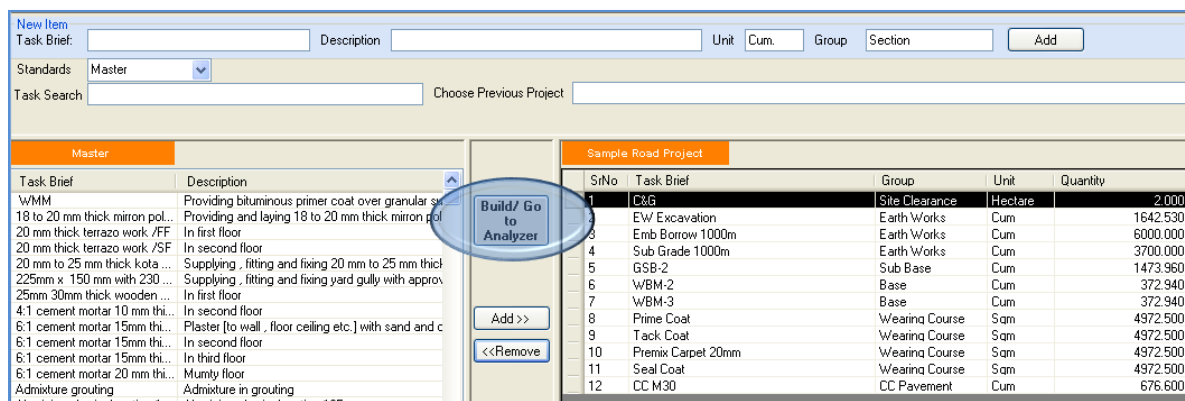 New Item
Task Brief: Description Unit Cum. Group Section Add
Standards Master
Task Search Choose Previous Project
Master
Task Brief Description
WMM Providing bituminous primer coat over granular
18 to 20 mm thick mirron pol... Providing and laying 18 to 20 mm thick mirron pol
20 mm thick terrazo work /FF In first floor
20 mm thick terrazo work /SF In second floor
20 mm to 25 mm thick kota ... Supplying , fitting and fixing 20 mm to 25 mm thick
225mm x 150 mm with 230 ... Supplying , fitting and fixing yard gully with approv
25mm 30mm thick wooden ... In first floor
4:1 cement mortar 10 mm thi... In second floor
6:1 cement mortar 15mm thi... Plaster [to wall , floor ceiling etc.] with sand and c
6:1 cement mortar 15mm thi... In second floor
6:1 cement mortar 15mm thi... In third floor
6:1 cement mortar 20 mm thi... Mumty floor
Admixture grouting Admixture in grouting
Build/ Go
to
Analyzer
Add >>
<<Remove
Sample Road Project
SrNo Task Brief Group Unit Quantity
1 C&G Site Clearance Hectare 2.000
2 EW Excavation Earth Works Cum 1642.530
3 Emb Borrow 1000m Earth Works Cum 6000.000
4 Sub Grade 1000m Earth Works Cum 3700.000
5 GSB-2 Sub Base Cum 1473.960
6 WBM-2 Base Cum 372.940
7 WBM-3 Base Cum 372.940
8 Prime Coat Wearing Course Sqm 4972.500
9 Tack Coat Wearing Course Sqm 4972.500
10 Premix Carpet 20mm Wearing Course Sqm 4972.500
11 Seal Coat Wearing Course Sqm 4972.500
12 CC M30 CC Pavement Cum 676.600